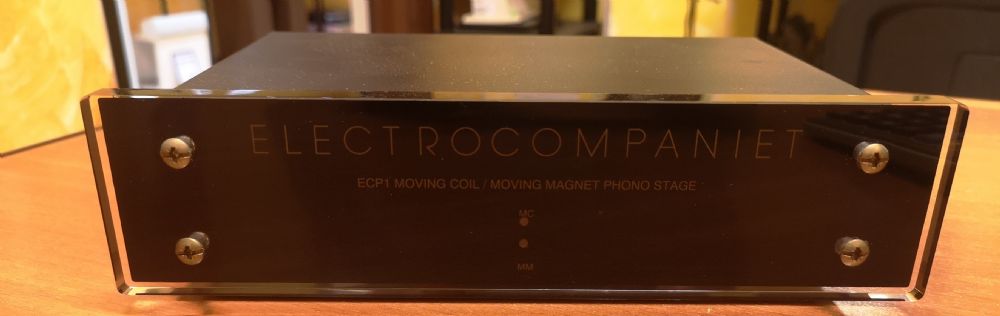 ELECTROCOMPANIET
ECP1 MOVING COIL / MOVING MAGNET PHONO STAGE
MC
MM